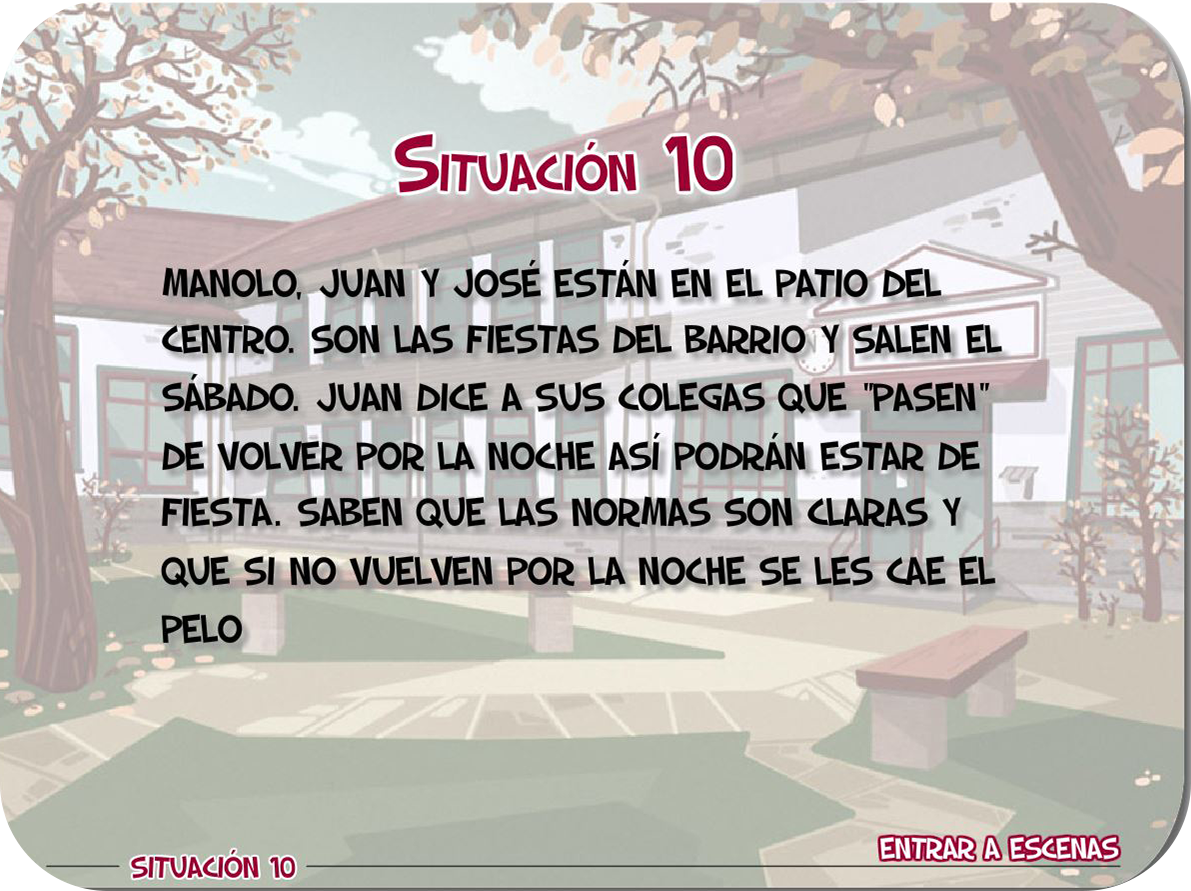 SITUACIÓN 10
MANOLO, JUAN Y JOSÉ ESTÁN EN EL PATIO DEL
CENTRO. SON LAS FIESTAS DEL BARRIO Y SALEN EL
SÁBADO. JUAN DICE A SUS COLEGAS QUE "PASEN"
DE VOLVER POR LA NOCHE ASÍ PODRÁN ESTAR DE
FIESTA. SABEN QUE LAS NORMAS SON CLARAS Y
QUE SI NO VUELVEN POR LA NOCHE SE LES CAE EL
PELO
ENTRAR A ESCENAS
SITUACIÓN 10